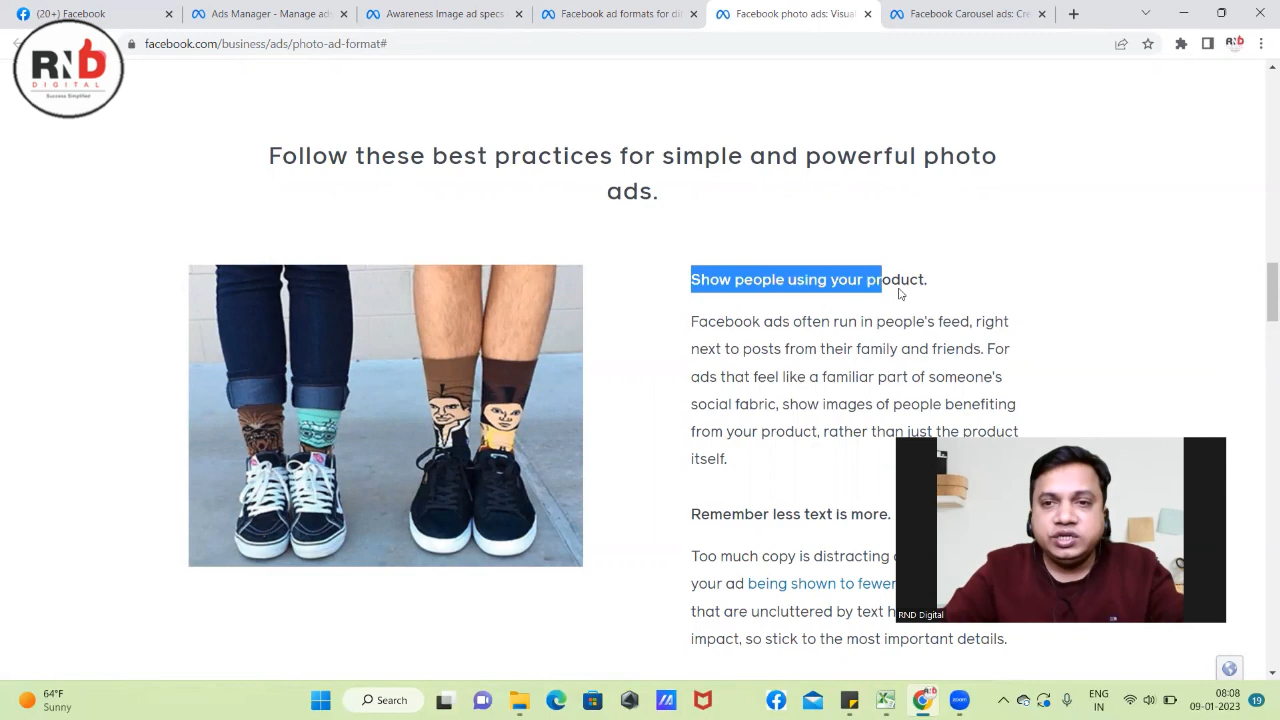 (20+) Facebook
Ads Manager - Manage ads
Awareness Image ad
Facebook ad formats for di
Facebook photo ads: Visual
Facebook carousel ads: Cre
facebook.com/business/ads/photo-ad-format#
RND
DIGITAL
Success Simplified
Follow these best practices for simple and powerful photo
ads.
Show people using your product.
Facebook ads often run in people's feed, right
next to posts from their family and friends. For
ads that feel like a familiar part of someone's
social fabric, show images of people benefiting
from your product, rather than just the product
itself.
Remember less text is more.
Too much copy is distracting
your ad being shown to fewer
that are uncluttered by text
impact, so stick to the most important details.
RND Digital
64°F
Sunny
Search
ENG
IN
08:08
09-01-2023
19